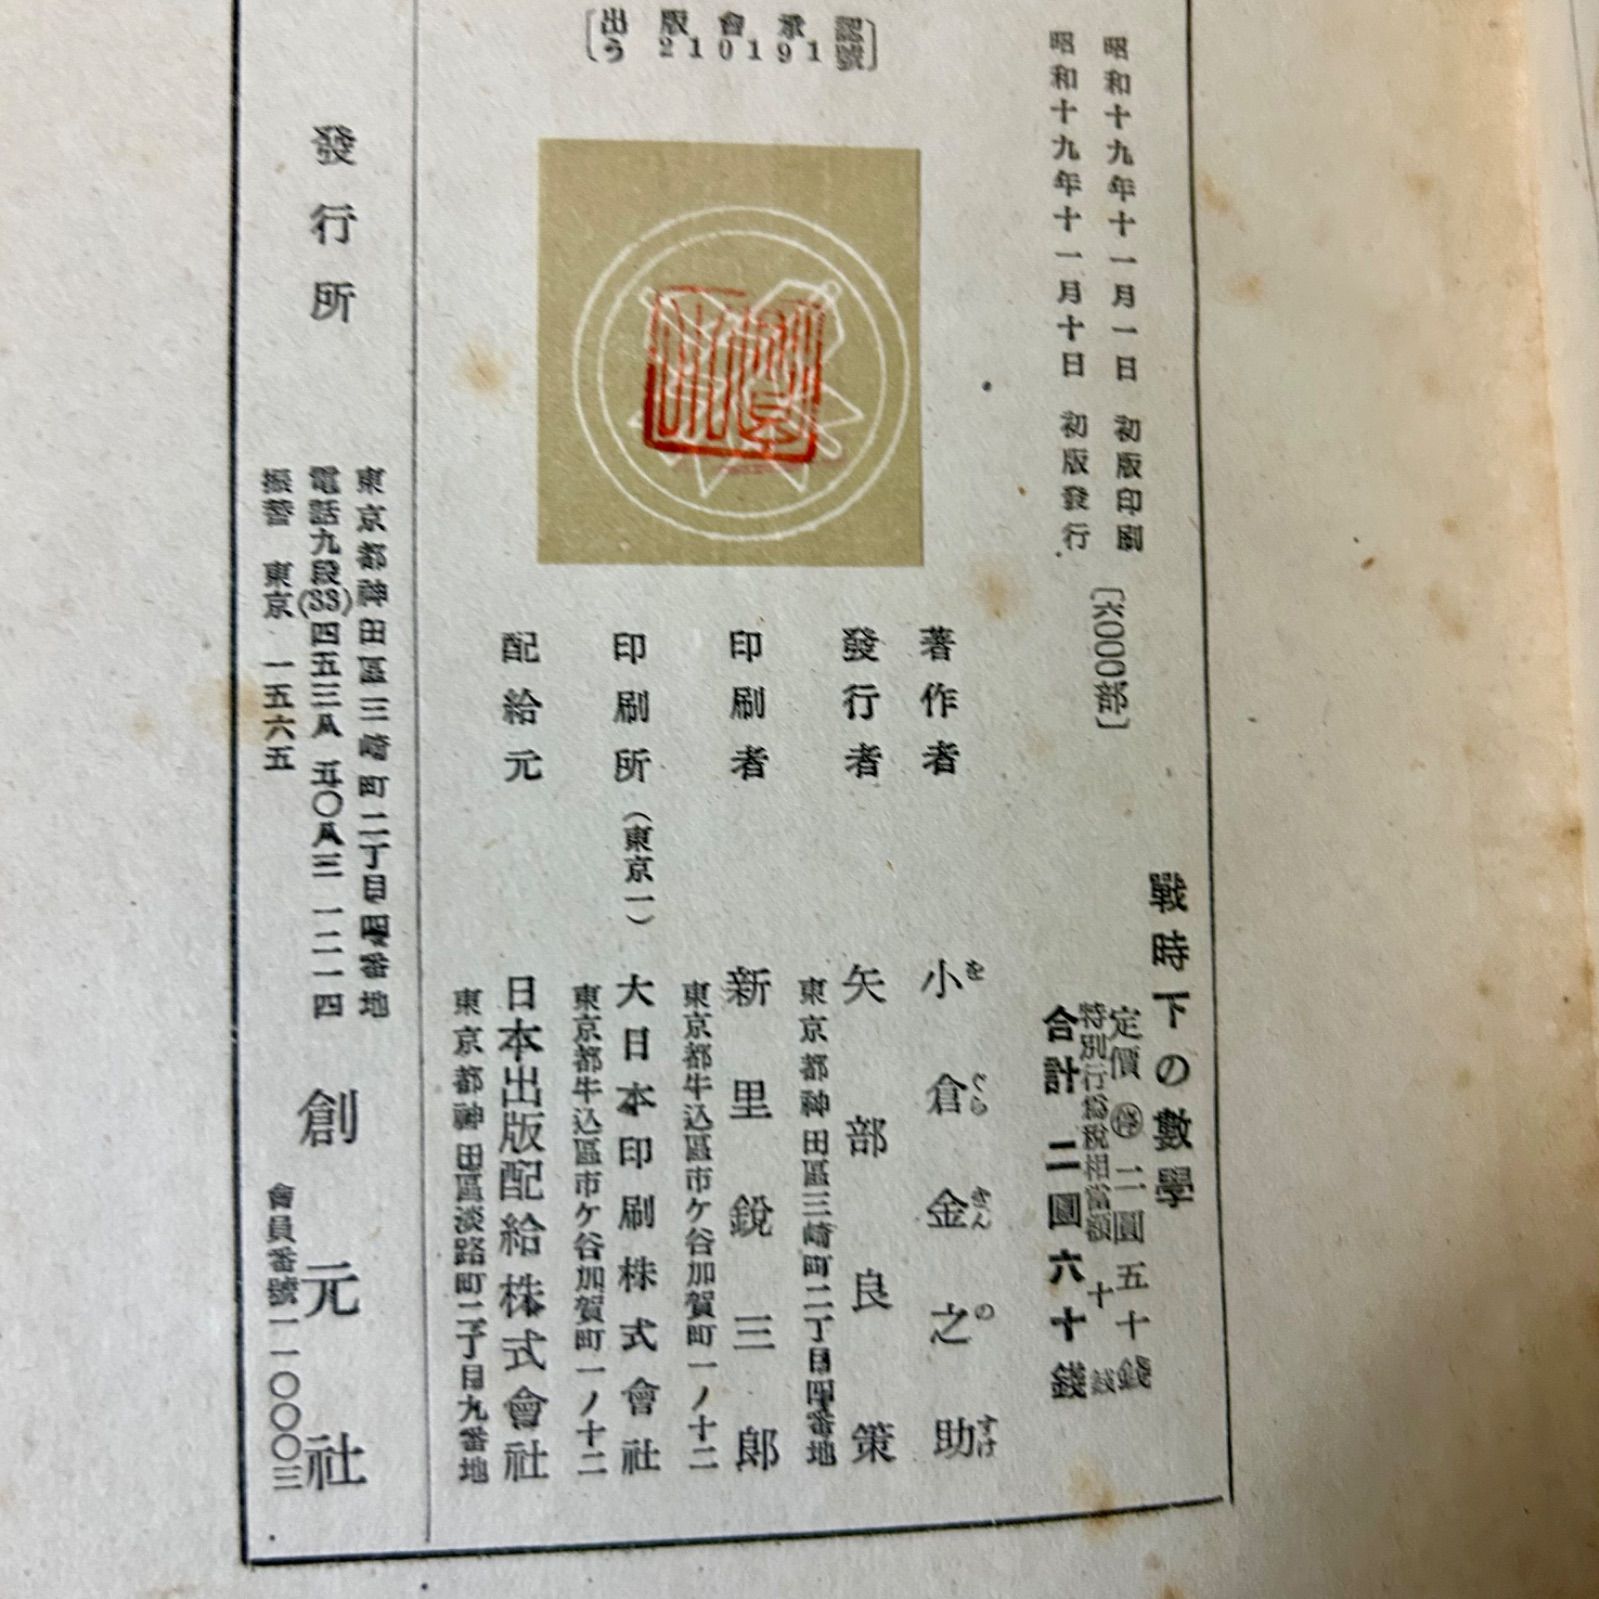 〔出版會承認
う210191號〕
昭和十九年十一月一日 初版印刷
昭和十九年十一月十日 初版發行
〔六〇〇〇部〕
戰時下の數學
定價 停 二圓五十錢
特別行爲稅相當額 十錢
合計 二圓六十錢
著作者 小倉金之助
を ぐら きん の すけ
發行者 矢部良策
東京都神田區三崎町二丁目四番地
印刷者 新里銳三郎
東京都牛込區市ケ谷加賀町一ノ十二
印刷所 (東京一) 大日本印刷株式會社
東京都牛込區市ケ谷加賀町一ノ十二
配給元 日本出版配給株式會社
東京都神田區淡路町二丁目九番地
發行所
東京都神田區三崎町二丁目四番地
電話九段(33)四五三八 五〇八三 一二一四
振替 東京 一五六五
創元社
會員番號一一〇〇〇三